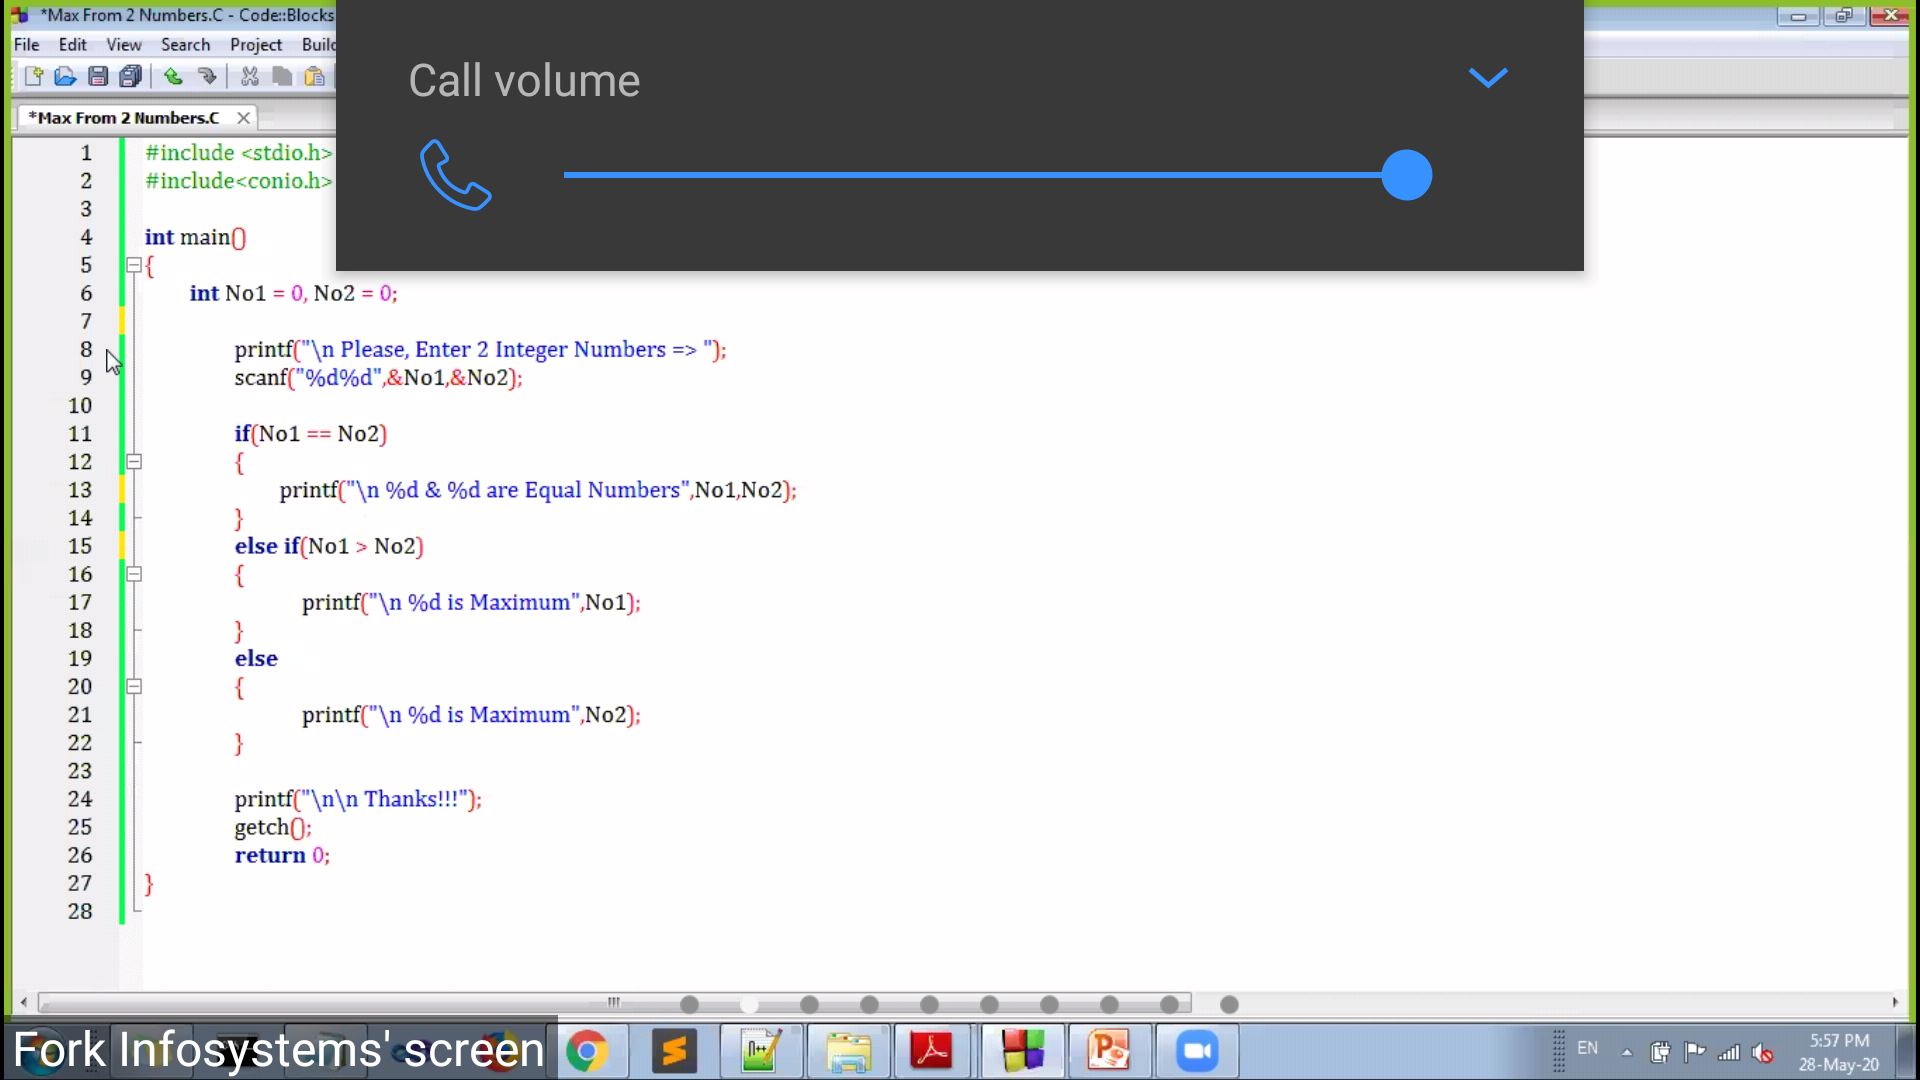 *Max From 2 Numbers.C - Code::Blocks
File Edit View Search Project
Call volume
*Max From 2 Numbers.C
1 #include <stdio.h>
2 #include<conio.h>
3
4 int main()
5 {
6 int No1 = 0, No2 = 0;
7
8 printf("\n Please, Enter 2 Integer Numbers => ");
9 scanf("%d%d",&No1,&No2);
10
11 if(No1 == No2)
12 {
13 printf("\n %d & %d are Equal Numbers",No1,No2);
14 }
15 else if(No1 > No2)
16 {
17 printf("\n %d is Maximum",No1);
18 }
19 else
20 {
21 printf("\n %d is Maximum",No2);
22 }
23
24 printf("\n\n Thanks!!!");
25 getch();
26 return 0;
27 }
28
Fork Infosystems' screen
EN
5:57 PM
28-May-20